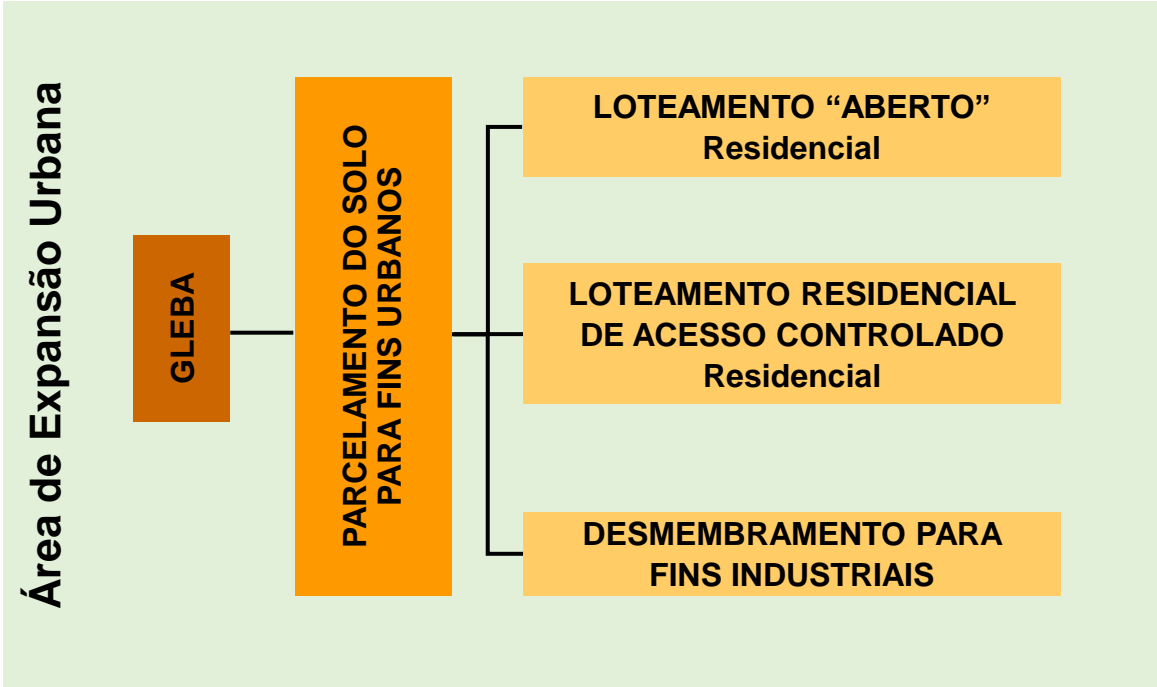 Área de Expansão Urbana
GLEBA
PARCELAMENTO DO SOLO
PARA FINS URBANOS
LOTEAMENTO “ABERTO”
Residencial
LOTEAMENTO RESIDENCIAL
DE ACESSO CONTROLADO
Residencial
DESMEMBRAMENTO PARA
FINS INDUSTRIAIS